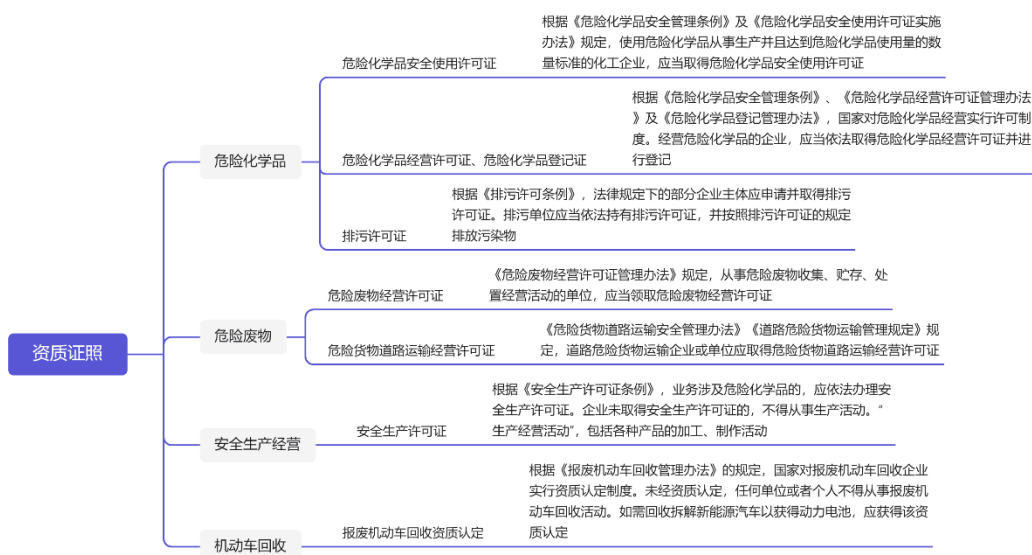 资质证照
危险化学品
危险化学品安全使用许可证
根据《危险化学品安全管理条例》及《危险化学品安全使用许可证实施
办法》规定，使用危险化学品从事生产并且达到危险化学品使用量的数
量标准的化工企业，应当取得危险化学品安全使用许可证
危险化学品经营许可证、危险化学品登记证
根据《危险化学品安全管理条例》、《危险化学品经营许可证管理办法
》及《危险化学品登记管理办法》，国家对危险化学品经营实行许可制
度。经营危险化学品的企业，应当依法取得危险化学品经营许可证并进
行登记
排污许可证
根据《排污许可条例》，法律规定下的部分企业主体应申请并取得排污
许可证。排污单位应当依法持有排污许可证，并按照排污许可证的规定
排放污染物
危险废物
危险废物经营许可证
《危险废物经营许可证管理办法》规定，从事危险废物收集、贮存、处
置经营活动的单位，应当领取危险废物经营许可证
危险货物道路运输经营许可证
《危险货物道路运输安全管理办法》《道路危险货物运输管理规定》规
定，道路危险货物运输企业或单位应取得危险货物道路运输经营许可证
安全生产经营
安全生产许可证
根据《安全生产许可证条例》，业务涉及危险化学品的，应依法办理安
全生产许可证。企业未取得安全生产许可证的，不得从事生产活动。“
生产经营活动”，包括各种产品的加工、制作活动
机动车回收
报废机动车回收资质认定
根据《报废机动车回收管理办法》的规定，国家对报废机动车回收企业
实行资质认定制度。未经资质认定，任何单位或者个人不得从事报废机
动车回收活动。如需回收拆解新能源汽车以获得动力电池，应获得该资
质认定